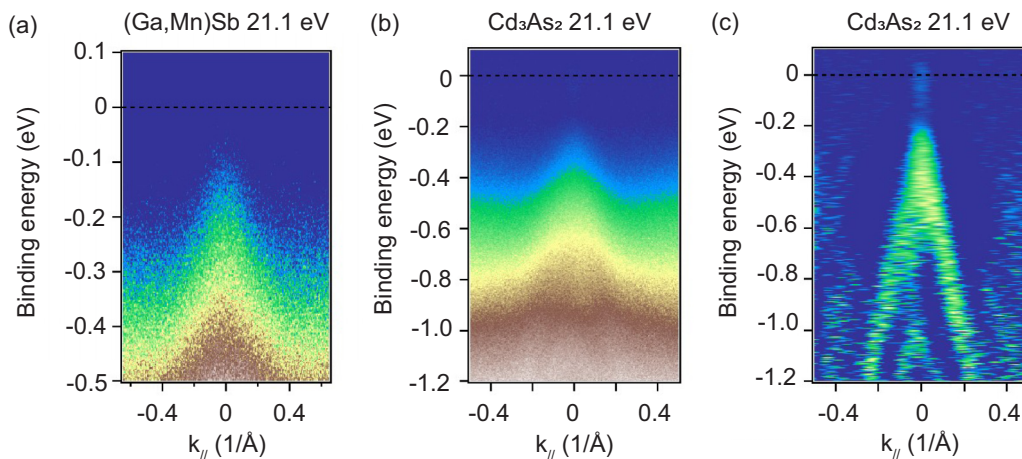 (a) (Ga,Mn)Sb 21.1 eV
0.1
0
-0.1
-0.2
-0.3
-0.4
-0.5
Binding energy (eV)
-0.4 0 0.4
k// (1/Å)
(b) Cd₃As₂ 21.1 eV
0
-0.2
-0.4
-0.6
-0.8
-1.0
-1.2
Binding energy (eV)
-0.4 0 0.4
k// (1/Å)
(c) Cd₃As₂ 21.1 eV
0
-0.2
-0.4
-0.6
-0.8
-1.0
-1.2
Binding energy (eV)
-0.4 0 0.4
k// (1/Å)